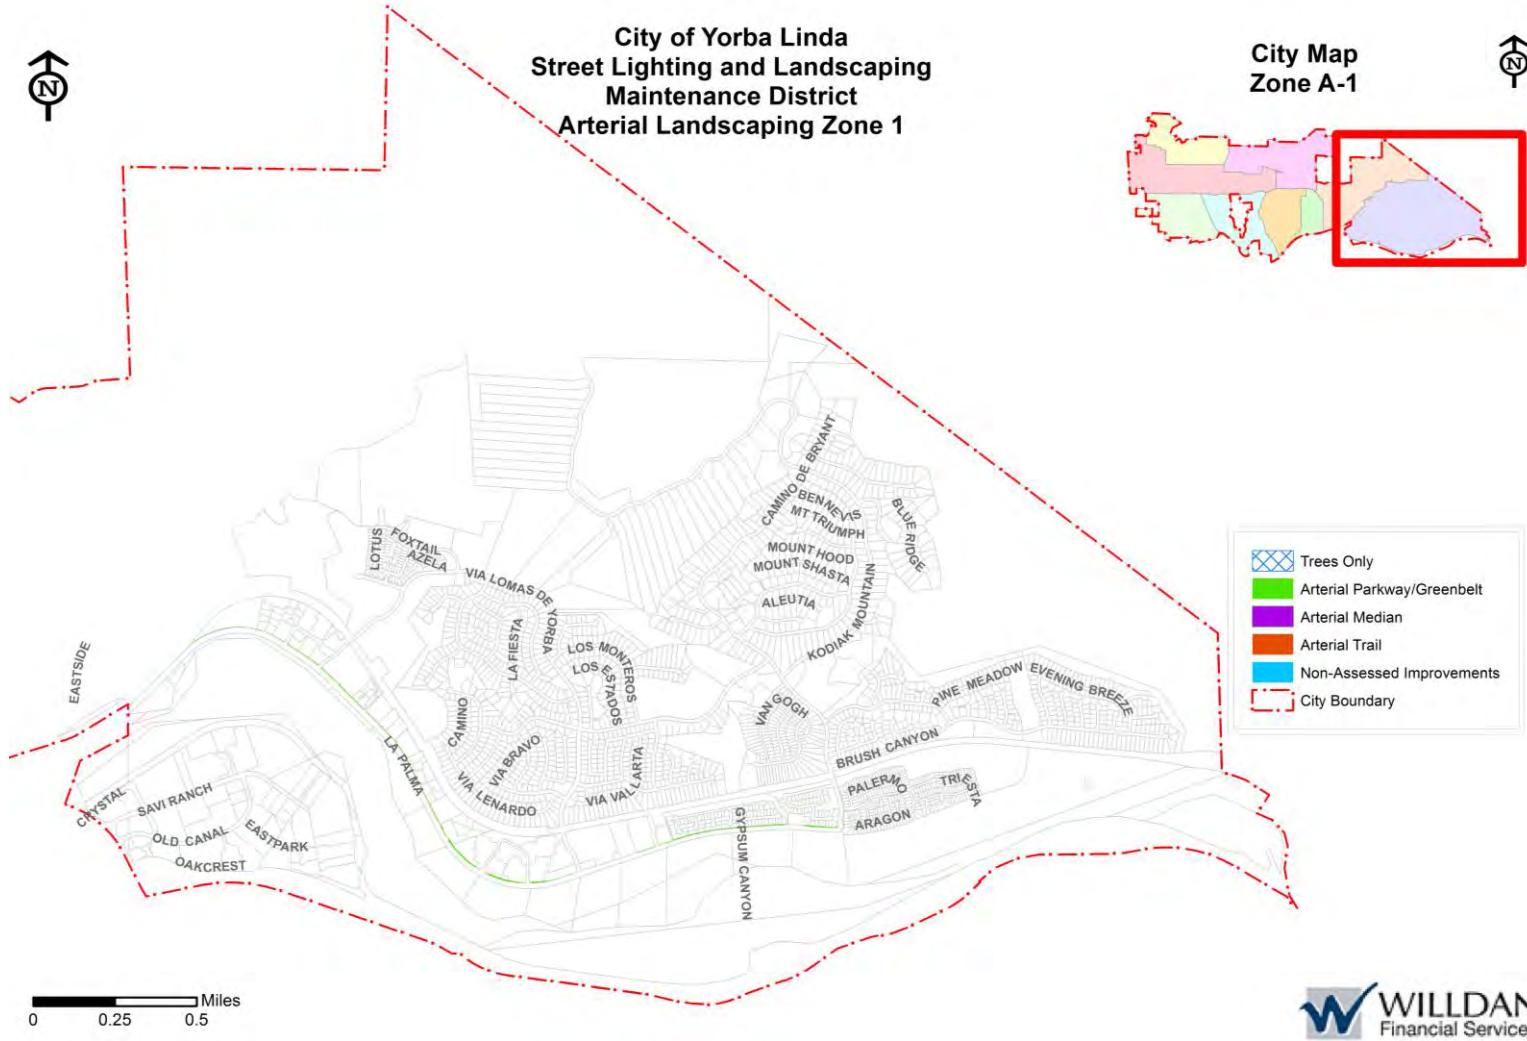 City of Yorba Linda
Street Lighting and Landscaping
Maintenance District
Arterial Landscaping Zone 1
N
City Map
Zone A-1
N
CAMINO DE BRYANT
BEN NEVIS
MT TRIUMPH
BLUE RIDGE
MOUNT HOOD
MOUNT SHASTA
ALEUTIA
KODIAK MOUNTAIN
LOTUS
FOXTAIL
AZELA
VIA LOMAS DE YORBA
LA FIESTA
LOS MONTEROS
LOS ESTADOS
EASTSIDE
CAMINO
VIA BRAVO
LA PALMA
VIA LENARDO
VIA VALLARTA
VAN GOGH
PINE MEADOW
EVENING BREEZE
BRUSH CANYON
PALERMO
TRIESTA
ARAGON
GYPSUM CANYON
CRYSTAL
SAVI RANCH
OLD CANAL
EASTPARK
OAKCREST
Trees Only
Arterial Parkway/Greenbelt
Arterial Median
Arterial Trail
Non-Assessed Improvements
City Boundary
Miles
0 0.25 0.5
WILLDAN
Financial Service